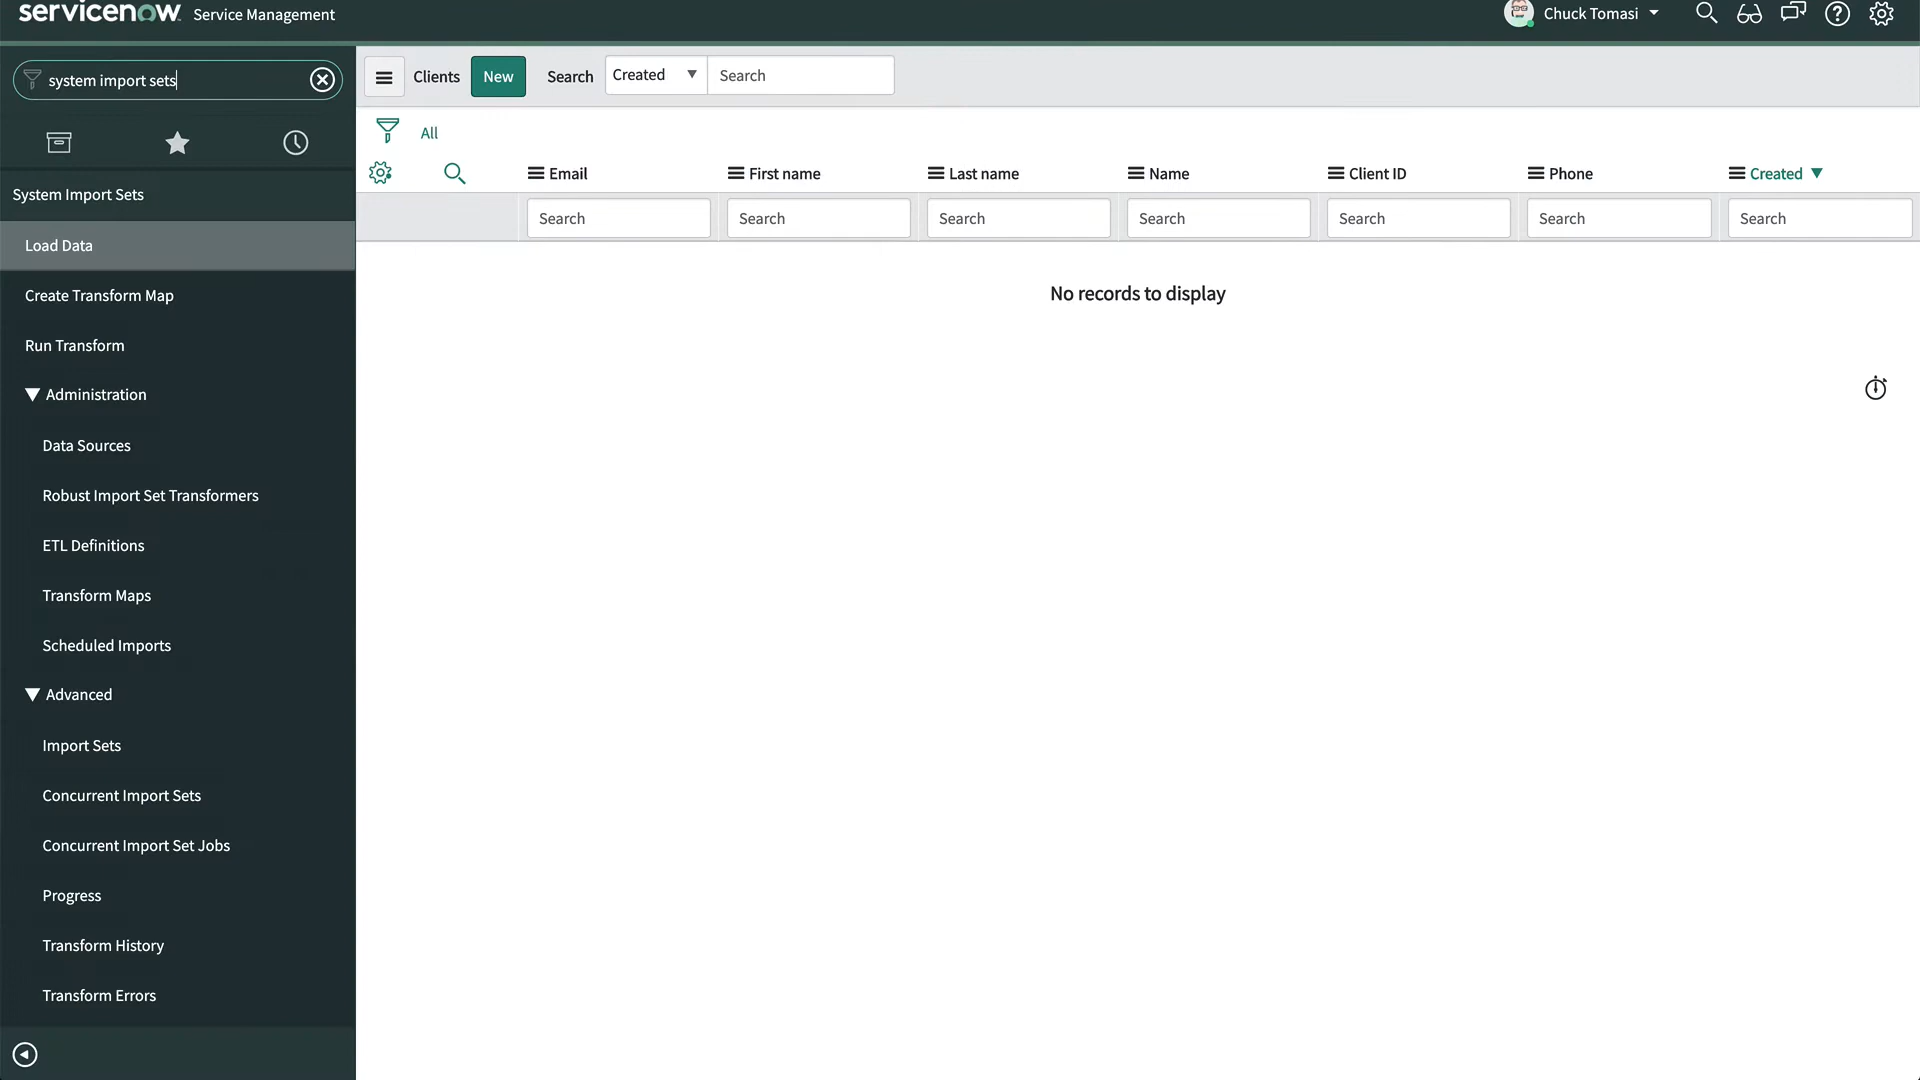 servicenow Service Management
Chuck Tomasi
system import sets
Clients New Search Created Search
All
Email First name Last name Name Client ID Phone Created
Search Search Search Search Search Search Search
No records to display
System Import Sets
Load Data
Create Transform Map
Run Transform
Administration
Data Sources
Robust Import Set Transformers
ETL Definitions
Transform Maps
Scheduled Imports
Advanced
Import Sets
Concurrent Import Sets
Concurrent Import Set Jobs
Progress
Transform History
Transform Errors